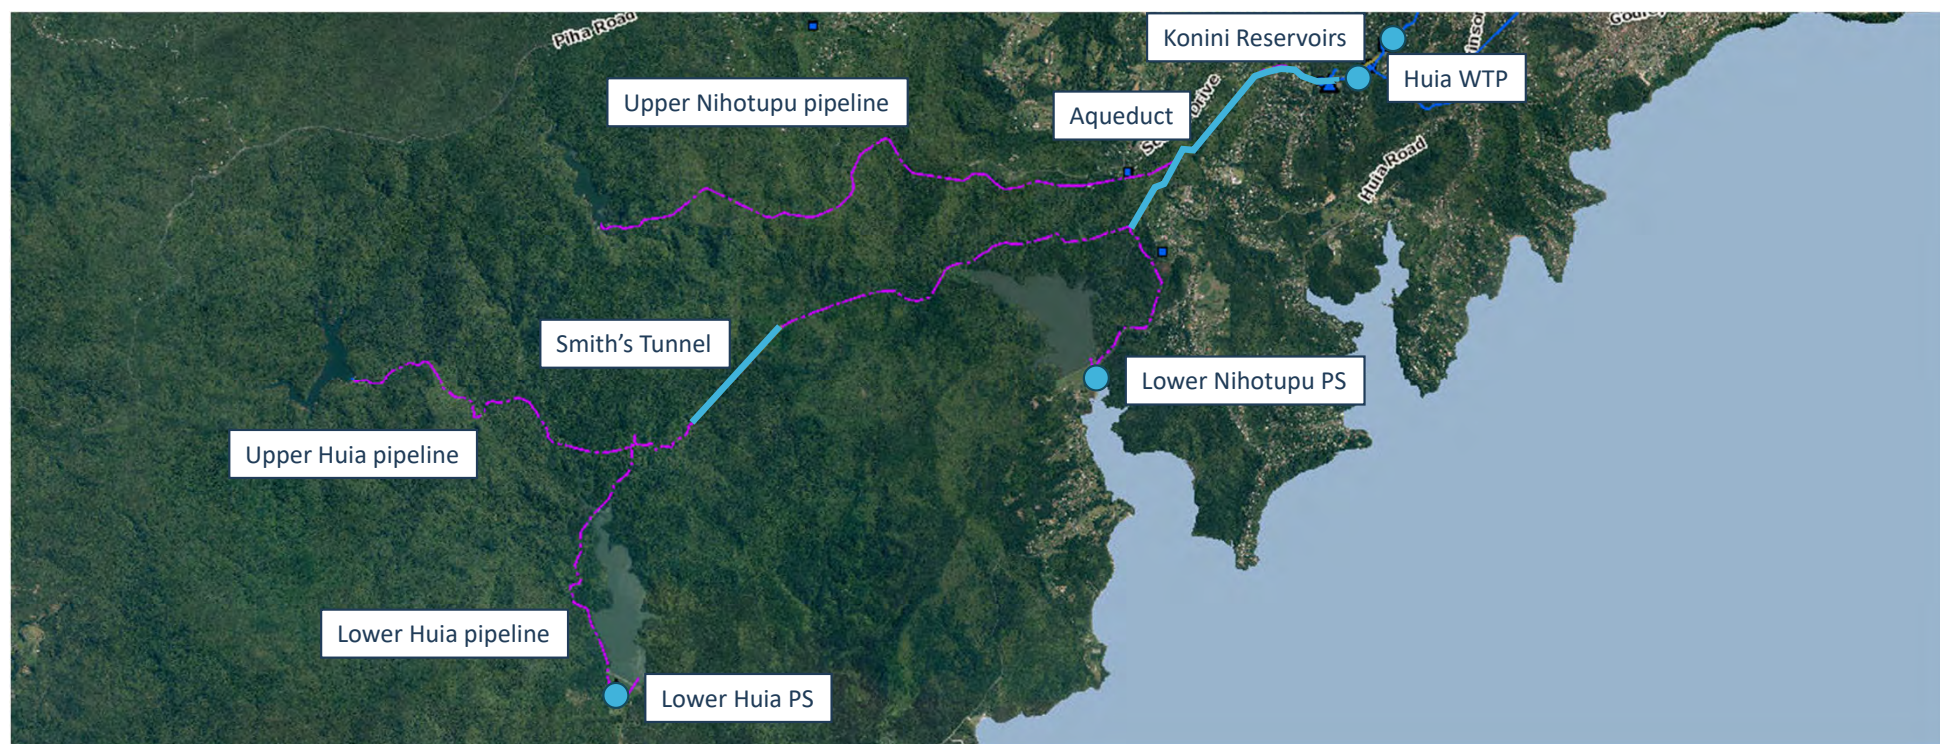 Piha Road
Konini Reservoirs
Huia WTP
Upper Nihotupu pipeline
Aqueduct
Drive
Huia Road
Smith's Tunnel
Lower Nihotupu PS
Upper Huia pipeline
Lower Huia pipeline
Lower Huia PS